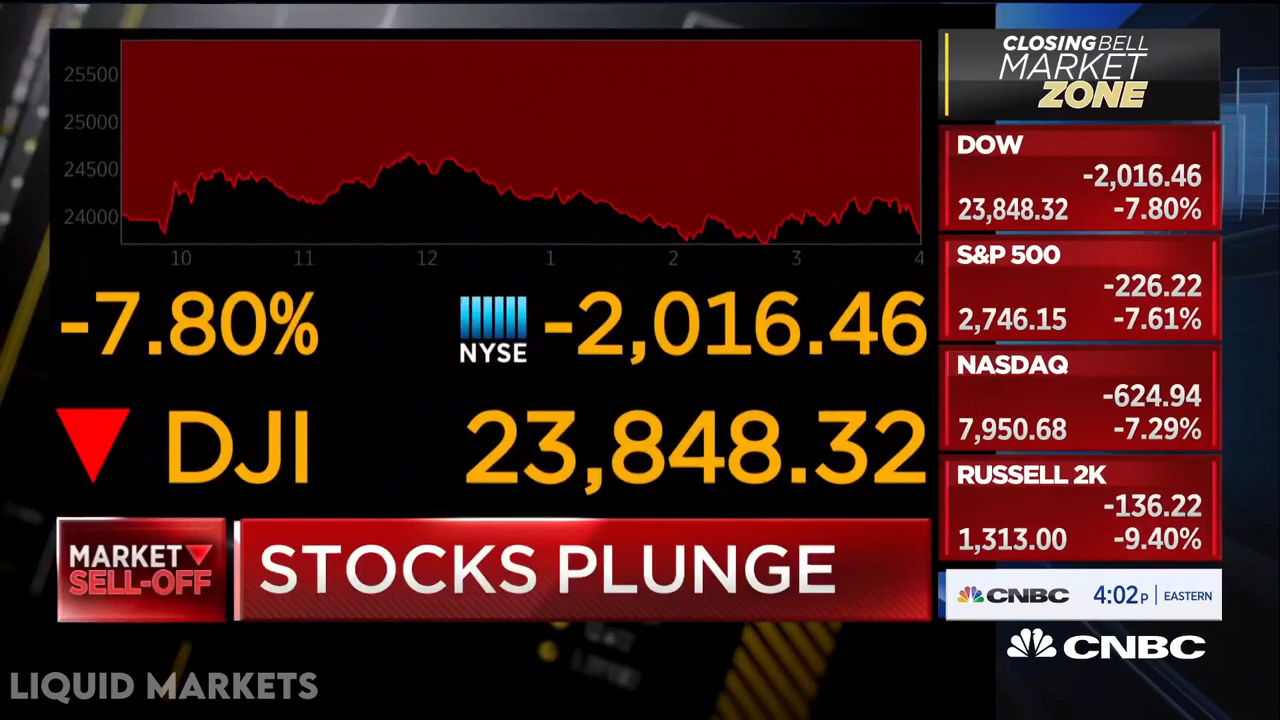 25500
25000
24500
24000
10 11 12 1 2 3 4
-7.80% NYSE -2,016.46
DJI 23,848.32
MARKET
SELL-OFF
STOCKS PLUNGE
CLOSING BELL
MARKET
ZONE
DOW
-2,016.46
23,848.32 -7.80%
S&P 500
-226.22
2,746.15 -7.61%
NASDAQ
-624.94
7,950.68 -7.29%
RUSSELL 2K
-136.22
1,313.00 -9.40%
CNBC 4:02P EASTERN
CNBC
LIQUID MARKETS